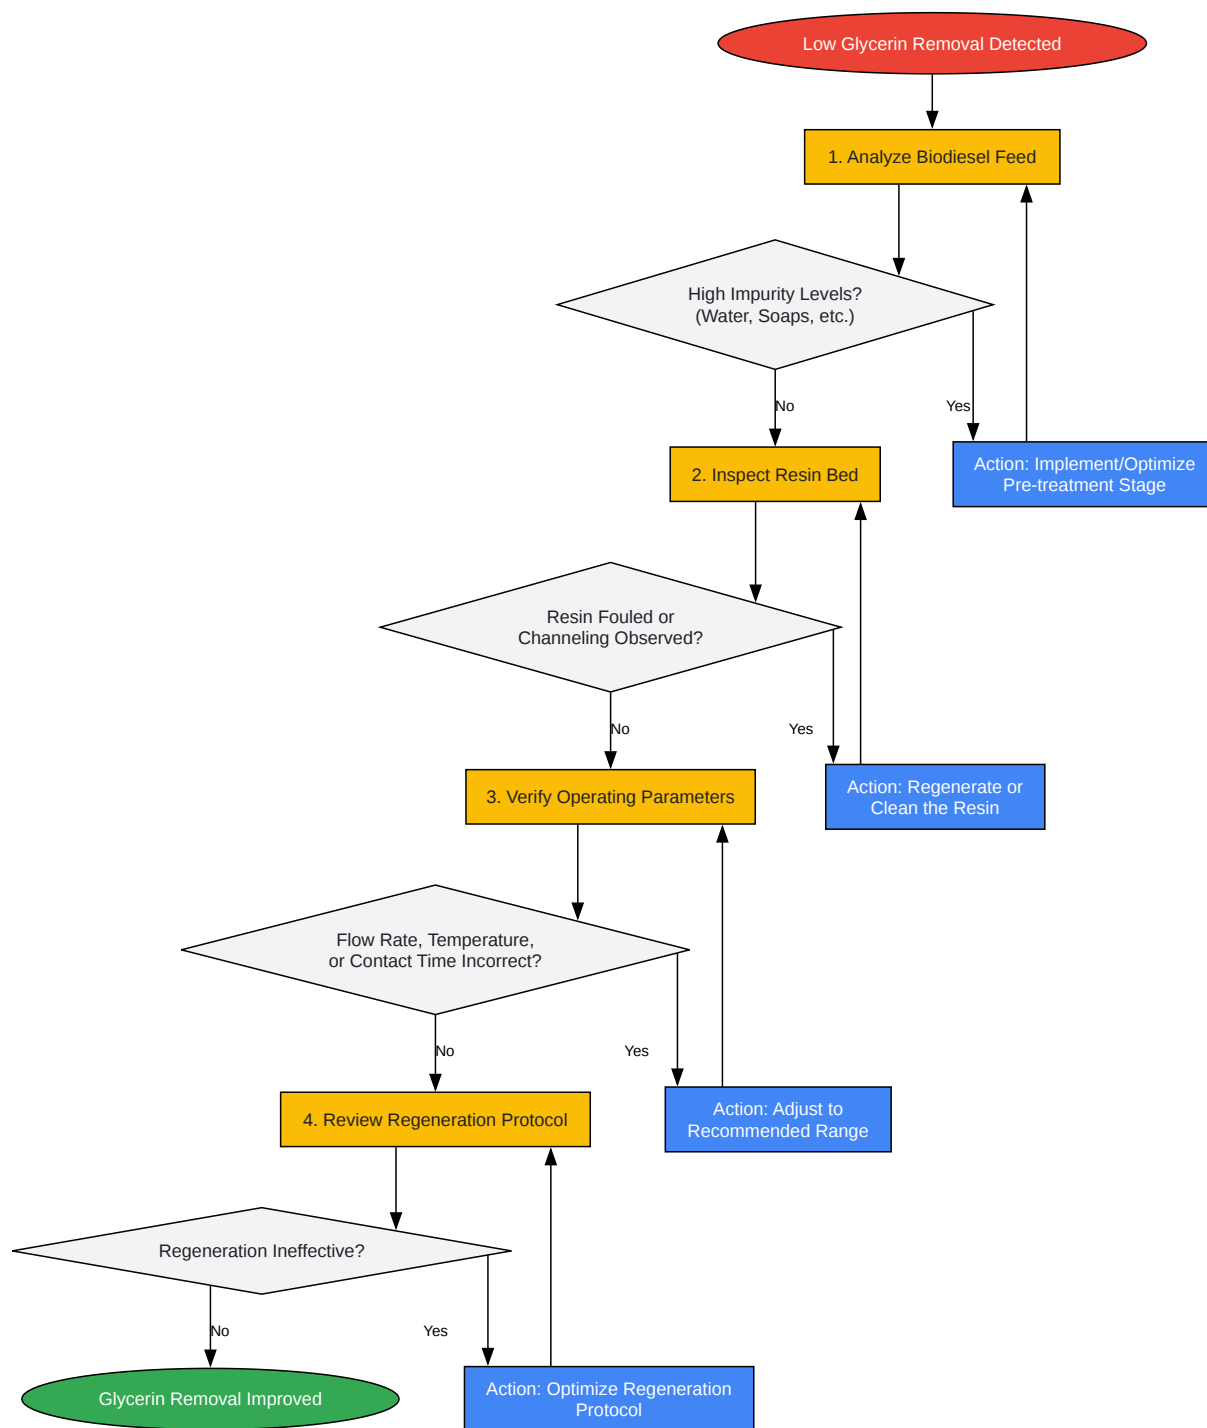 Low Glycerin Removal Detected
1. Analyze Biodiesel Feed
High Impurity Levels?
(Water, Soaps, etc.)
No
Yes
2. Inspect Resin Bed
Action: Implement/Optimize
Pre-treatment Stage
Resin Fouled or
Channeling Observed?
No
Yes
3. Verify Operating Parameters
Action: Regenerate or
Clean the Resin
Flow Rate, Temperature,
or Contact Time Incorrect?
No
Yes
4. Review Regeneration Protocol
Action: Adjust to
Recommended Range
Regeneration Ineffective?
No
Yes
Glycerin Removal Improved
Action: Optimize Regeneration
Protocol